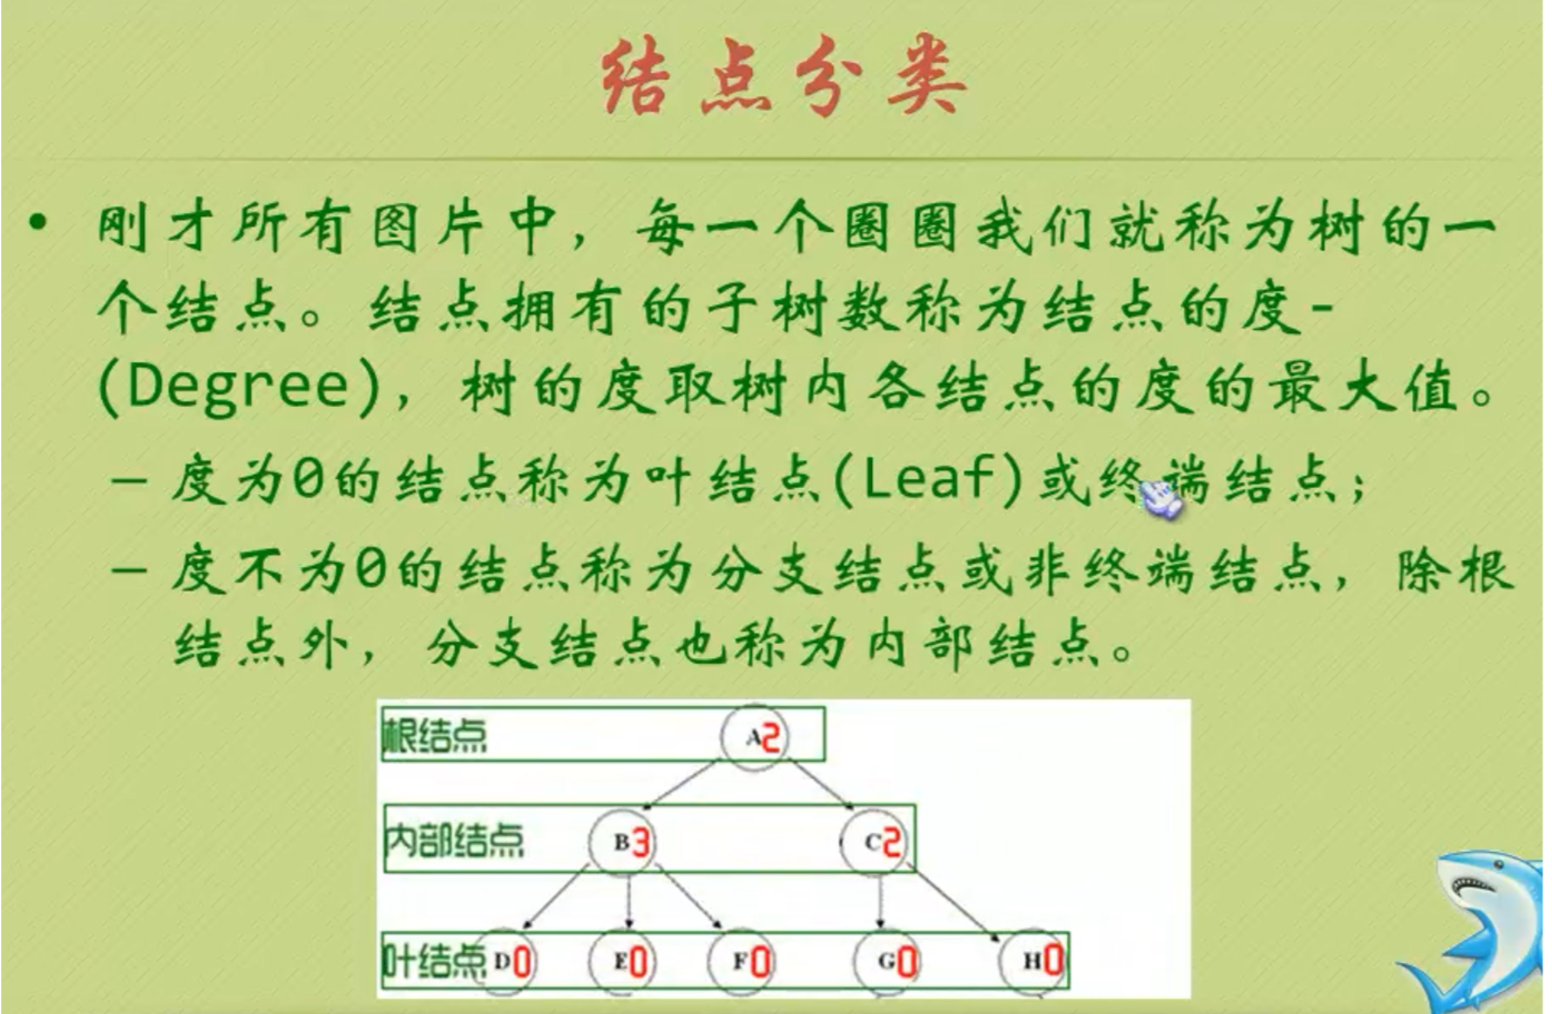 结点分类
• 刚才所有图片中，每一个圈圈我们就称为树的一
个结点。结点拥有的子树数称为结点的度-
(Degree)，树的度取树内各结点的度的最大值。
– 度为0的结点称为叶结点(Leaf)或终端结点；
– 度不为0的结点称为分支结点或非终端结点，除根
结点外，分支结点也称为内部结点。
根结点 A2
内部结点 B3 C2
叶结点 D0 E0 F0 G0 H0